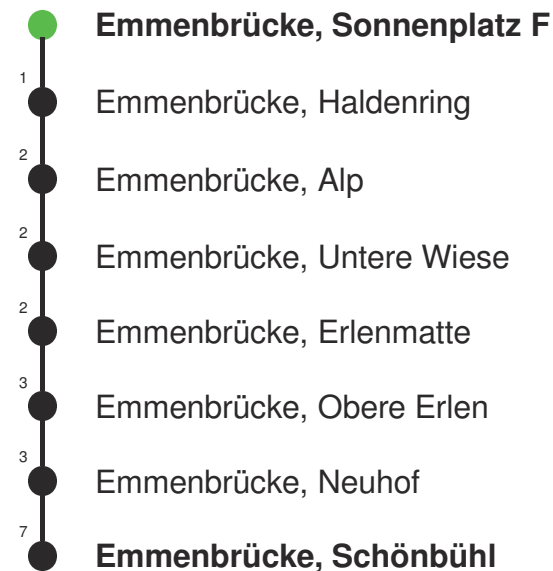 Emmenbrücke, Sonnenplatz F
1
Emmenbrücke, Haldenring
2
Emmenbrücke, Alp
2
Emmenbrücke, Untere Wiese
2
Emmenbrücke, Erlenmatte
3
Emmenbrücke, Obere Erlen
3
Emmenbrücke, Neuhof
7
Emmenbrücke, Schönbühl